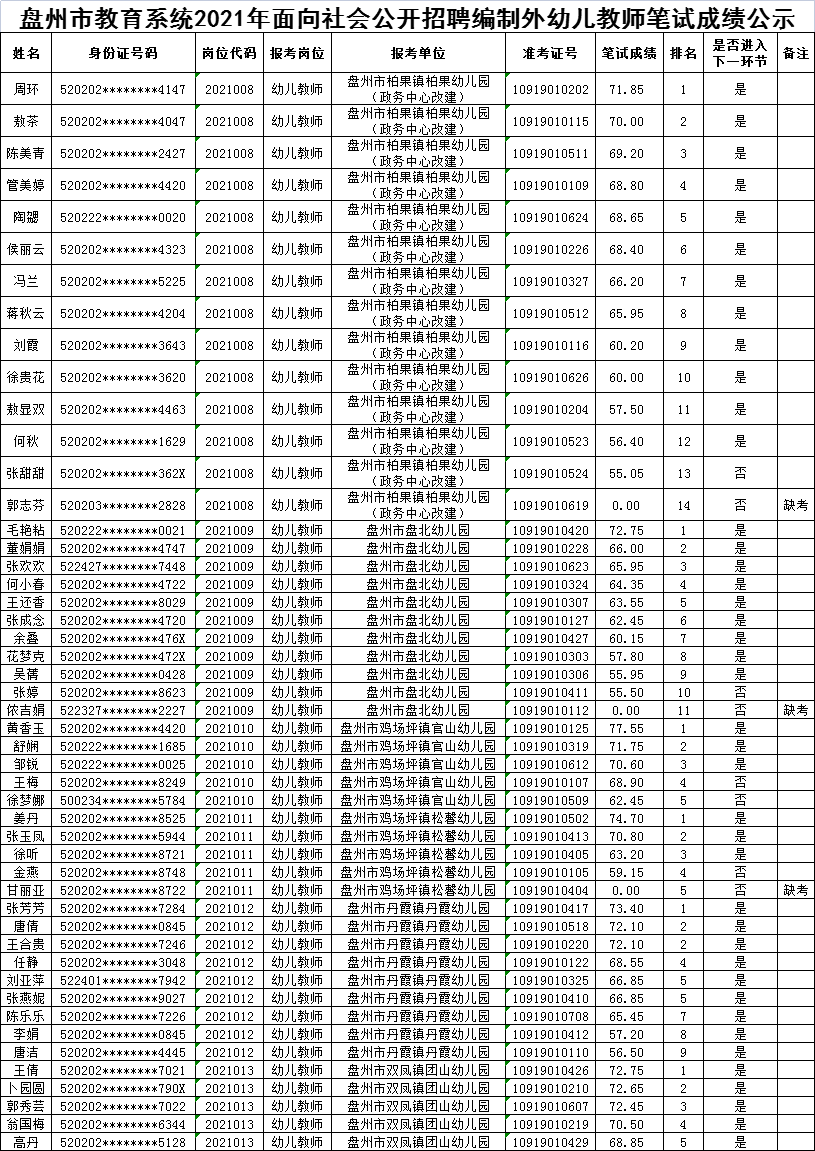 盘州市教育系统2021年面向社会公开招聘编制外幼儿教师笔试成绩公示
姓名 身份证号码 岗位代码 报考岗位 报考单位 准考证号 笔试成绩 排名 是否进入下一环节 备注
周环 520202********4147 2021008 幼儿教师 盘州市柏果镇柏果幼儿园（政务中心改建） 10919010202 71.85 1 是
敖茶 520202********4047 2021008 幼儿教师 盘州市柏果镇柏果幼儿园（政务中心改建） 10919010115 70.00 2 是
陈美青 520202********2427 2021008 幼儿教师 盘州市柏果镇柏果幼儿园（政务中心改建） 10919010511 69.20 3 是
管美婷 520202********4420 2021008 幼儿教师 盘州市柏果镇柏果幼儿园（政务中心改建） 10919010109 68.80 4 是
陶勰 520222********0020 2021008 幼儿教师 盘州市柏果镇柏果幼儿园（政务中心改建） 10919010624 68.65 5 是
侯丽云 520202********4323 2021008 幼儿教师 盘州市柏果镇柏果幼儿园（政务中心改建） 10919010226 68.40 6 是
冯兰 520202********5225 2021008 幼儿教师 盘州市柏果镇柏果幼儿园（政务中心改建） 10919010327 66.20 7 是
蒋秋云 520202********4204 2021008 幼儿教师 盘州市柏果镇柏果幼儿园（政务中心改建） 10919010512 65.95 8 是
刘霞 520202********3643 2021008 幼儿教师 盘州市柏果镇柏果幼儿园（政务中心改建） 10919010116 60.20 9 是
徐贵花 520202********3620 2021008 幼儿教师 盘州市柏果镇柏果幼儿园（政务中心改建） 10919010626 60.00 10 是
敖显双 520202********4463 2021008 幼儿教师 盘州市柏果镇柏果幼儿园（政务中心改建） 10919010204 57.50 11 是
何秋 520202********1629 2021008 幼儿教师 盘州市柏果镇柏果幼儿园（政务中心改建） 10919010523 56.40 12 是
张甜甜 520202********362X 2021008 幼儿教师 盘州市柏果镇柏果幼儿园（政务中心改建） 10919010524 55.05 13 否
郭志芬 520203********2828 2021008 幼儿教师 盘州市柏果镇柏果幼儿园（政务中心改建） 10919010619 0.00 14 否 缺考
毛艳粘 520222********0021 2021009 幼儿教师 盘州市盘北幼儿园 10919010420 72.75 1 是
董娟娟 520202********4747 2021009 幼儿教师 盘州市盘北幼儿园 10919010228 66.00 2 是
张欢欢 522427********7448 2021009 幼儿教师 盘州市盘北幼儿园 10919010623 65.95 3 是
何小春 520202********4722 2021009 幼儿教师 盘州市盘北幼儿园 10919010324 64.35 4 是
王还香 520202********8029 2021009 幼儿教师 盘州市盘北幼儿园 10919010307 63.55 5 是
张成念 520202********4720 2021009 幼儿教师 盘州市盘北幼儿园 10919010127 62.45 6 是
余叠 520202********476X 2021009 幼儿教师 盘州市盘北幼儿园 10919010427 60.15 7 是
花梦克 520202********472X 2021009 幼儿教师 盘州市盘北幼儿园 10919010303 57.80 8 是
吴菁 520202********0428 2021009 幼儿教师 盘州市盘北幼儿园 10919010306 55.95 9 是
张婷 520202********8623 2021009 幼儿教师 盘州市盘北幼儿园 10919010411 55.50 10 否
侬吉娟 522327********2227 2021009 幼儿教师 盘州市盘北幼儿园 10919010112 0.00 11 否 缺考
黄香玉 520202********4420 2021010 幼儿教师 盘州市鸡场坪镇官山幼儿园 10919010125 77.55 1 是
舒娴 520222********1685 2021010 幼儿教师 盘州市鸡场坪镇官山幼儿园 10919010319 71.75 2 是
邹锐 520222********0025 2021010 幼儿教师 盘州市鸡场坪镇官山幼儿园 10919010612 70.60 3 是
王梅 520202********8249 2021010 幼儿教师 盘州市鸡场坪镇官山幼儿园 10919010107 68.90 4 否
徐梦娜 500234********5784 2021010 幼儿教师 盘州市鸡场坪镇官山幼儿园 10919010509 62.45 5 否
姜丹 520202********8525 2021011 幼儿教师 盘州市鸡场坪镇松馨幼儿园 10919010502 74.70 1 是
张玉凤 520202********5944 2021011 幼儿教师 盘州市鸡场坪镇松馨幼儿园 10919010413 70.80 2 是
徐听 520202********8721 2021011 幼儿教师 盘州市鸡场坪镇松馨幼儿园 10919010405 63.20 3 是
金燕 520202********8748 2021011 幼儿教师 盘州市鸡场坪镇松馨幼儿园 10919010105 59.15 4 否
甘丽亚 520202********8722 2021011 幼儿教师 盘州市鸡场坪镇松馨幼儿园 10919010404 0.00 5 否 缺考
张芳芳 520202********7284 2021012 幼儿教师 盘州市丹霞镇丹霞幼儿园 10919010417 73.40 1 是
唐倩 520202********0845 2021012 幼儿教师 盘州市丹霞镇丹霞幼儿园 10919010518 72.10 2 是
王合贵 520202********7246 2021012 幼儿教师 盘州市丹霞镇丹霞幼儿园 10919010220 72.10 2 是
任静 520202********3048 2021012 幼儿教师 盘州市丹霞镇丹霞幼儿园 10919010122 68.55 4 是
刘亚萍 522401********7942 2021012 幼儿教师 盘州市丹霞镇丹霞幼儿园 10919010325 66.85 5 是
张燕妮 520202********9027 2021012 幼儿教师 盘州市丹霞镇丹霞幼儿园 10919010410 66.85 5 是
陈乐乐 520202********7226 2021012 幼儿教师 盘州市丹霞镇丹霞幼儿园 10919010708 65.45 7 是
李娟 520202********0845 2021012 幼儿教师 盘州市丹霞镇丹霞幼儿园 10919010412 57.20 8 是
唐洁 520202********4445 2021012 幼儿教师 盘州市丹霞镇丹霞幼儿园 10919010110 56.50 9 是
王倩 520202********7021 2021013 幼儿教师 盘州市双凤镇团山幼儿园 10919010426 72.75 1 是
卜园圆 520202********790X 2021013 幼儿教师 盘州市双凤镇团山幼儿园 10919010210 72.65 2 是
郭秀芸 520202********7022 2021013 幼儿教师 盘州市双凤镇团山幼儿园 10919010607 72.45 3 是
翁国梅 520202********6344 2021013 幼儿教师 盘州市双凤镇团山幼儿园 10919010219 70.50 4 是
高丹 520202********5128 2021013 幼儿教师 盘州市双凤镇团山幼儿园 10919010429 68.85 5 是